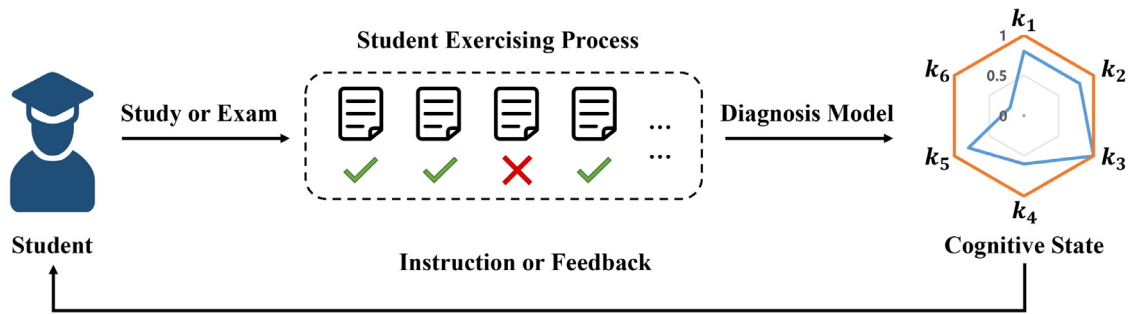 Student Exercising Process
Study or Exam
...
...
Diagnosis Model
k1
1
k6
k2
0.5
0
k5
k3
k4
Student
Instruction or Feedback
Cognitive State